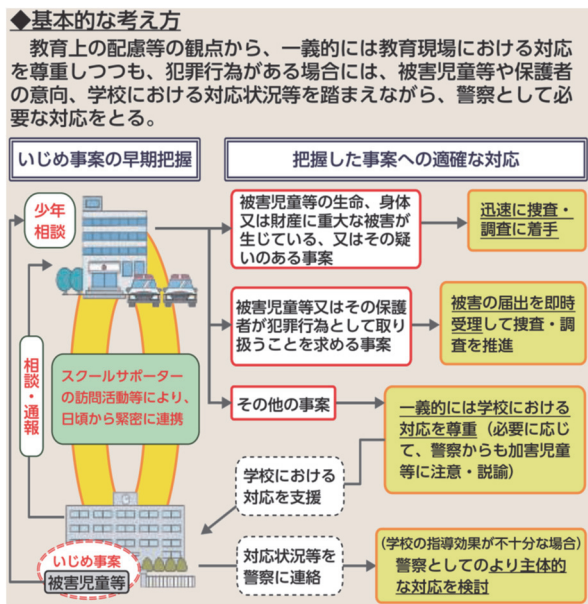 ◆基本的な考え方
教育上の配慮等の観点から、一義的には教育現場における対応
を尊重しつつも、犯罪行為がある場合には、被害児童等や保護者
の意向、学校における対応状況等を踏まえながら、警察として必
要な対応をとる。
いじめ事案の早期把握
把握した事案への適確な対応
少年
相談
相談・通報
スクールサポーター
の訪問活動等により、
日頃から緊密に連携
いじめ事案
被害児童等
被害児童等の生命、身体
又は財産に重大な被害が
生じている、又はその疑
いのある事案
迅速に捜査・
調査に着手
被害児童等又はその保護
者が犯罪行為として取り
扱うことを求める事案
被害の届出を即時
受理して捜査・調
査を推進
その他の事案
一義的には学校における
対応を尊重（必要に応じ
て、警察からも加害児童
等に注意・説諭）
学校における
対応を支援
対応状況等を
警察に連絡
(学校の指導効果が不十分な場合)
警察としてのより主体的
な対応を検討